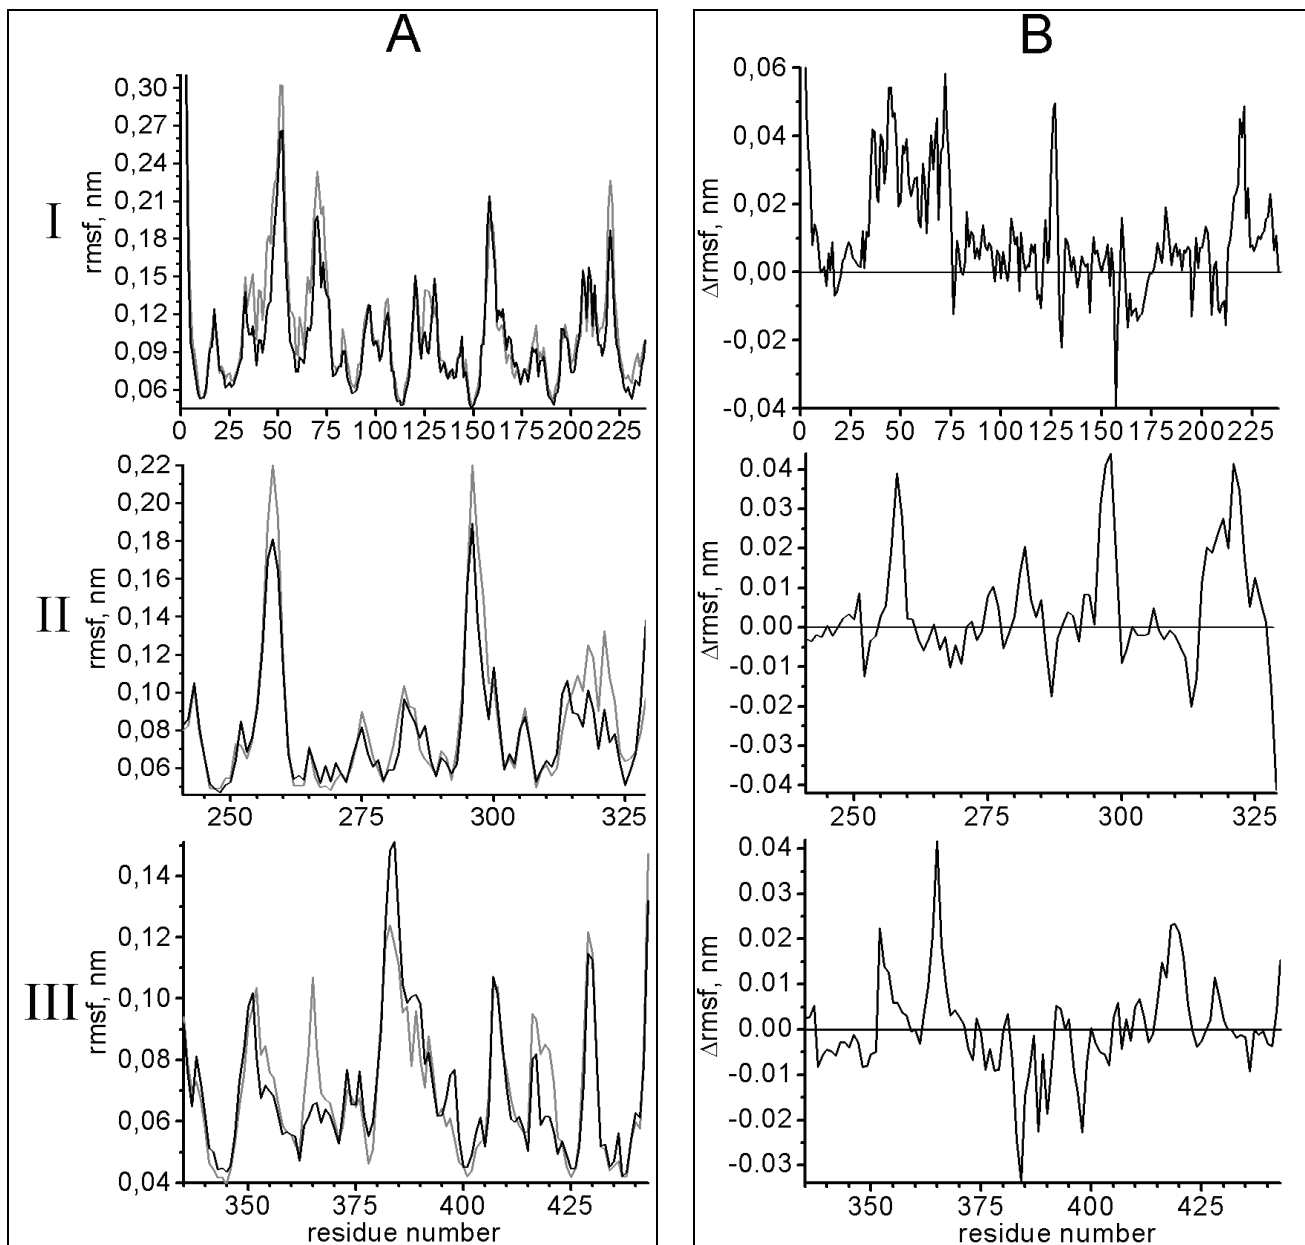 A
B
I
rmsf, nm
0,30
0,27
0,24
0,21
0,18
0,15
0,12
0,09
0,06
0 25 50 75 100 125 150 175 200 225
Δrmsf, nm
0,06
0,04
0,02
0,00
-0,02
-0,04
0 25 50 75 100 125 150 175 200 225
II
rmsf, nm
0,22
0,20
0,18
0,16
0,14
0,12
0,10
0,08
0,06
250 275 300 325
Δrmsf, nm
0.04
0.03
0.02
0.01
0.00
-0.01
-0.02
-0.03
-0.04
250 275 300 325
III
rmsf, nm
0,14
0,12
0,10
0,08
0,06
0,04
350 375 400 425
residue number
Δrmsf, nm
0.04
0.03
0.02
0.01
0.00
-0.01
-0.02
-0.03
350 375 400 425
residue number